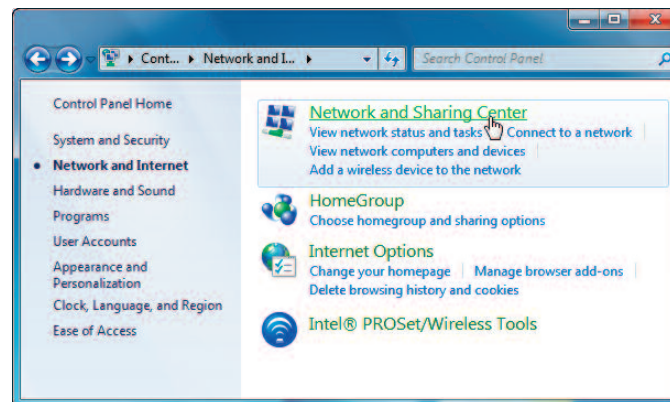 Cont... Network and I... Search Control Panel
Control Panel Home
System and Security
Network and Internet
Hardware and Sound
Programs
User Accounts
Appearance and
Personalization
Clock, Language, and Region
Ease of Access
Network and Sharing Center
View network status and tasks Connect to a network
View network computers and devices
Add a wireless device to the network
HomeGroup
Choose homegroup and sharing options
Internet Options
Change your homepage Manage browser add-ons
Delete browsing history and cookies
Intel® PROSet/Wireless Tools